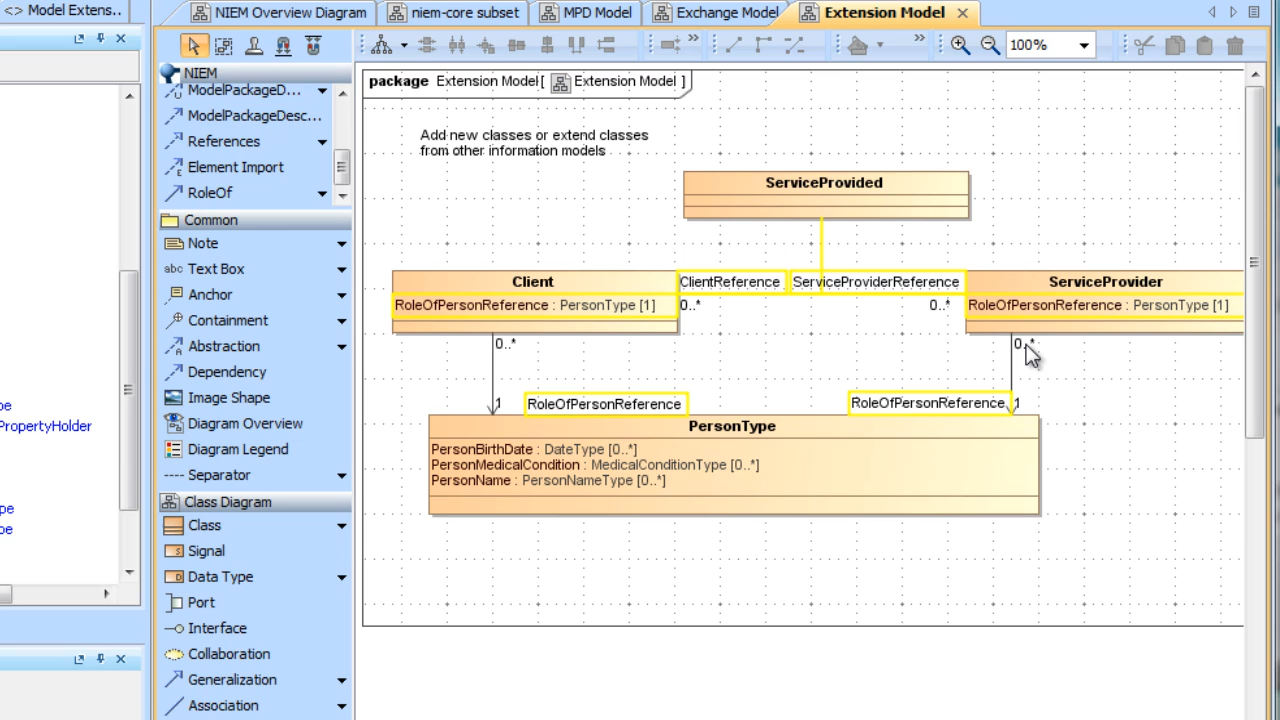 <> Model Extens..
NIEM Overview Diagram
niem-core subset
MPD Model
Exchange Model
Extension Model
100%
NIEM
ModelPackageD...
ModelPackageDesc...
References
Element Import
RoleOf
Common
Note
abc Text Box
Anchor
Containment
Abstraction
Dependency
Image Shape
Diagram Overview
Diagram Legend
---- Separator
Class Diagram
Class
Signal
Data Type
Port
Interface
Collaboration
Generalization
Association
PropertyHolder
package Extension Model[ Extension Model ]
Add new classes or extend classes
from other information models
ServiceProvided
Client
ClientReference
ServiceProviderReference
ServiceProvider
RoleOfPersonReference : PersonType [1]
0..*
0..*
RoleOfPersonReference : PersonType [1]
0..*
0..*
1
RoleOfPersonReference
RoleOfPersonReference
1
PersonType
PersonBirthDate : DateType [0..*]
PersonMedicalCondition : MedicalConditionType [0..*]
PersonName : PersonNameType [0..*]